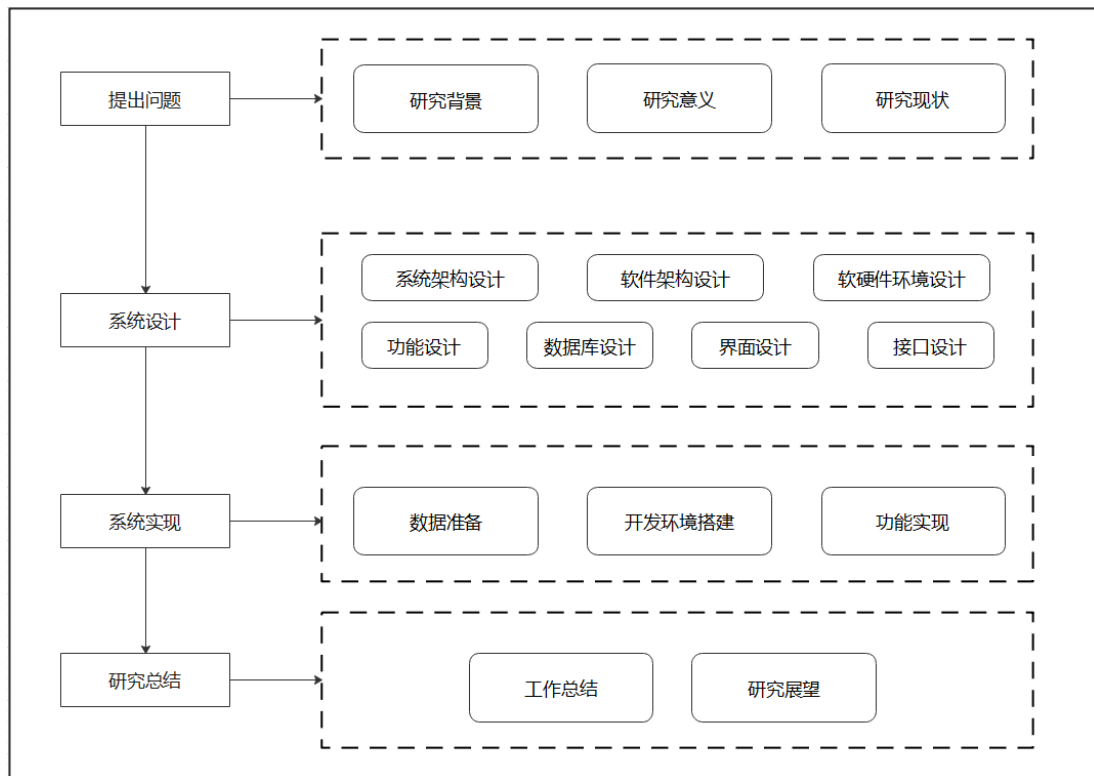 提出问题
研究背景
研究意义
研究现状
系统设计
系统架构设计
软件架构设计
软硬件环境设计
功能设计
数据库设计
界面设计
接口设计
系统实现
数据准备
开发环境搭建
功能实现
研究总结
工作总结
研究展望